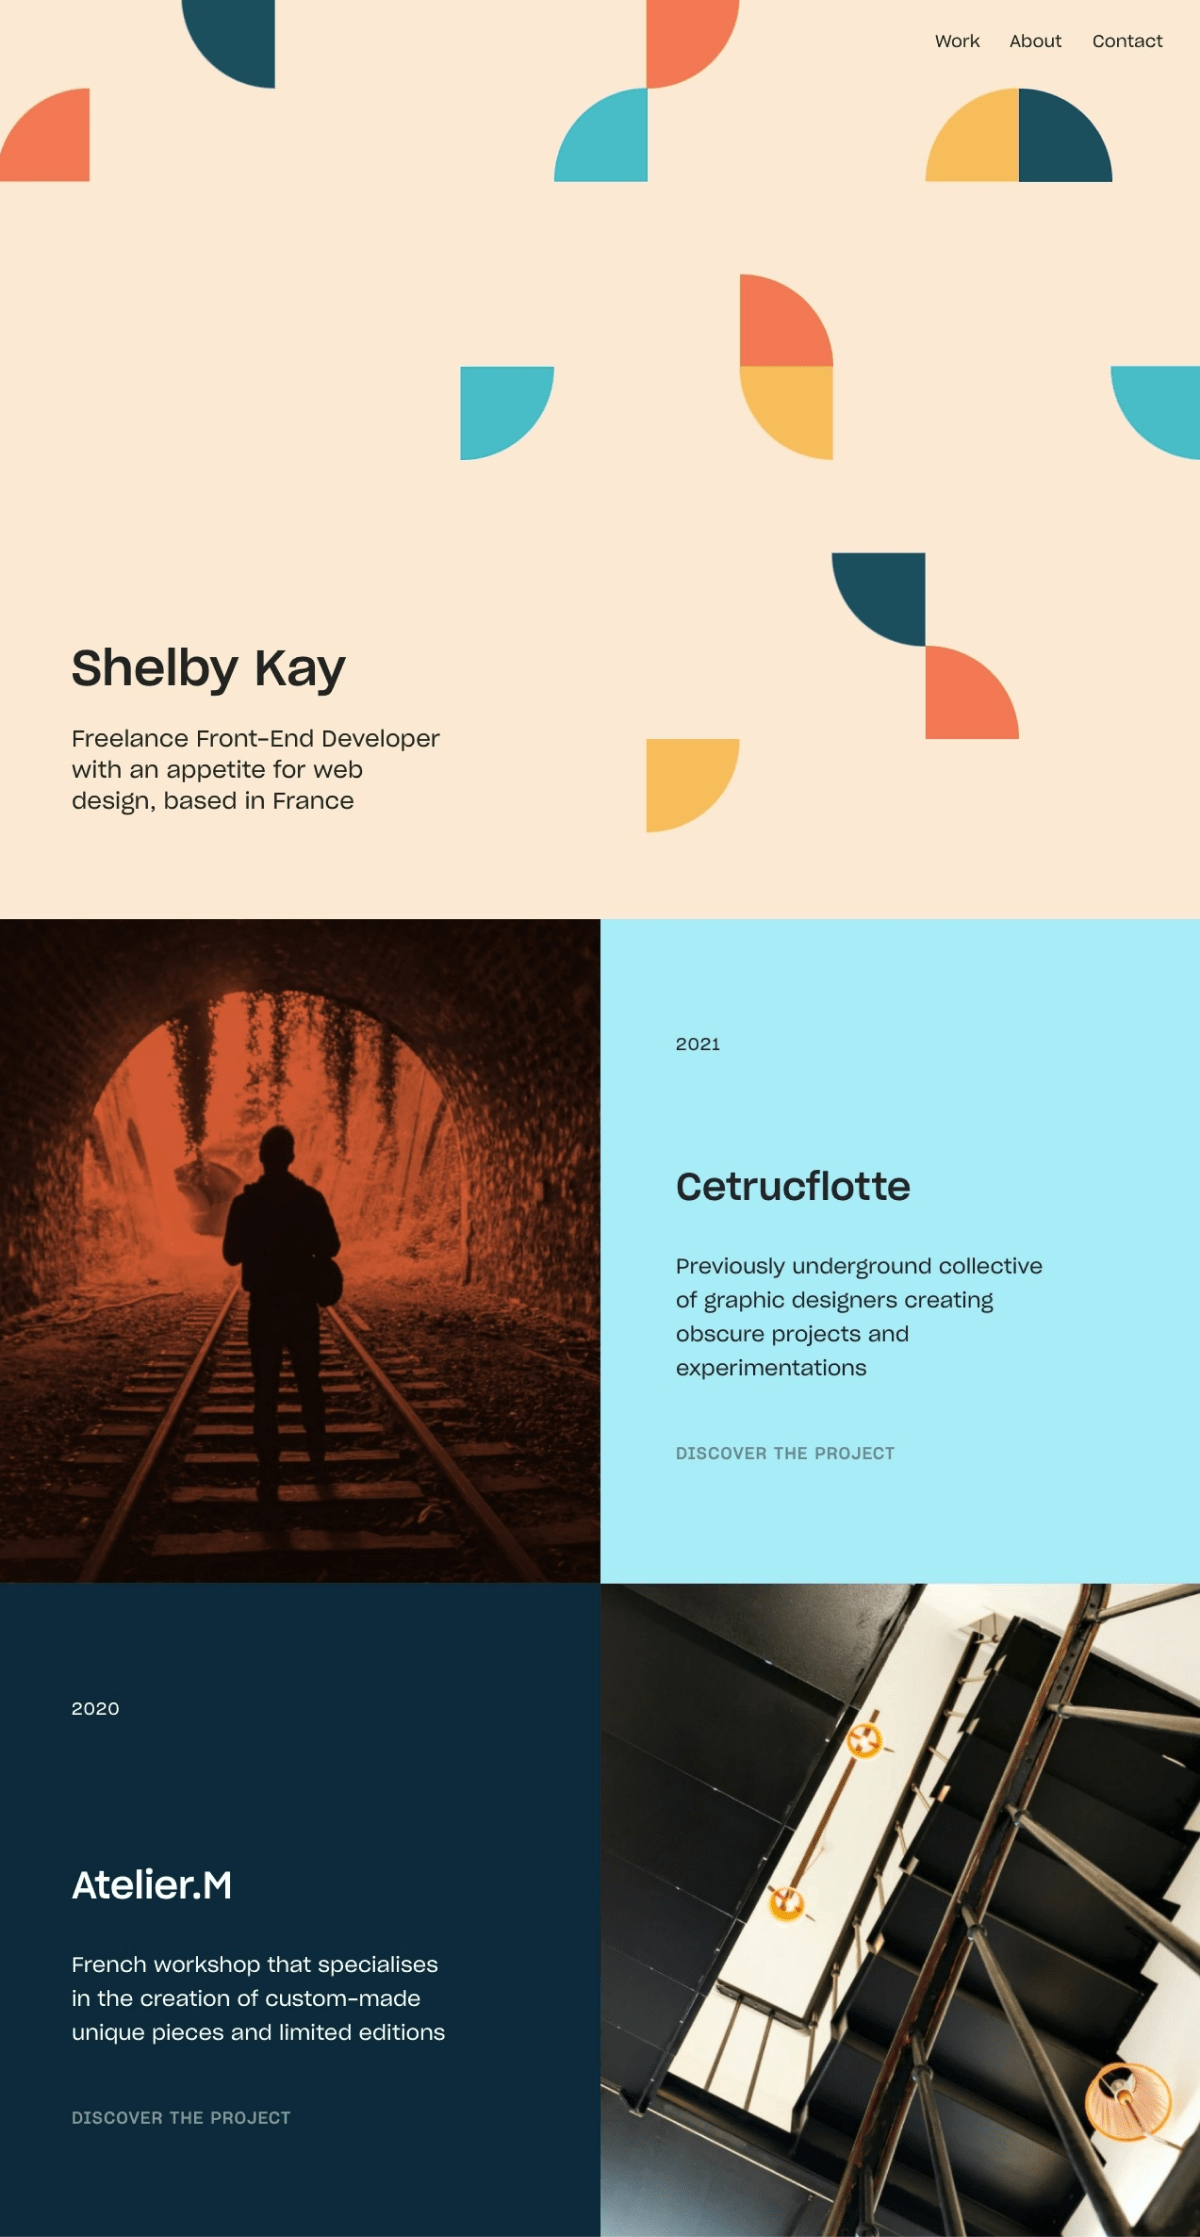 Work About Contact
Shelby Kay
Freelance Front-End Developer
with an appetite for web
design, based in France
2021
Cetrucflotte
Previously underground collective
of graphic designers creating
obscure projects and
experimentations
DISCOVER THE PROJECT
2020
Atelier.M
French workshop that specialises
in the creation of custom-made
unique pieces and limited editions
DISCOVER THE PROJECT